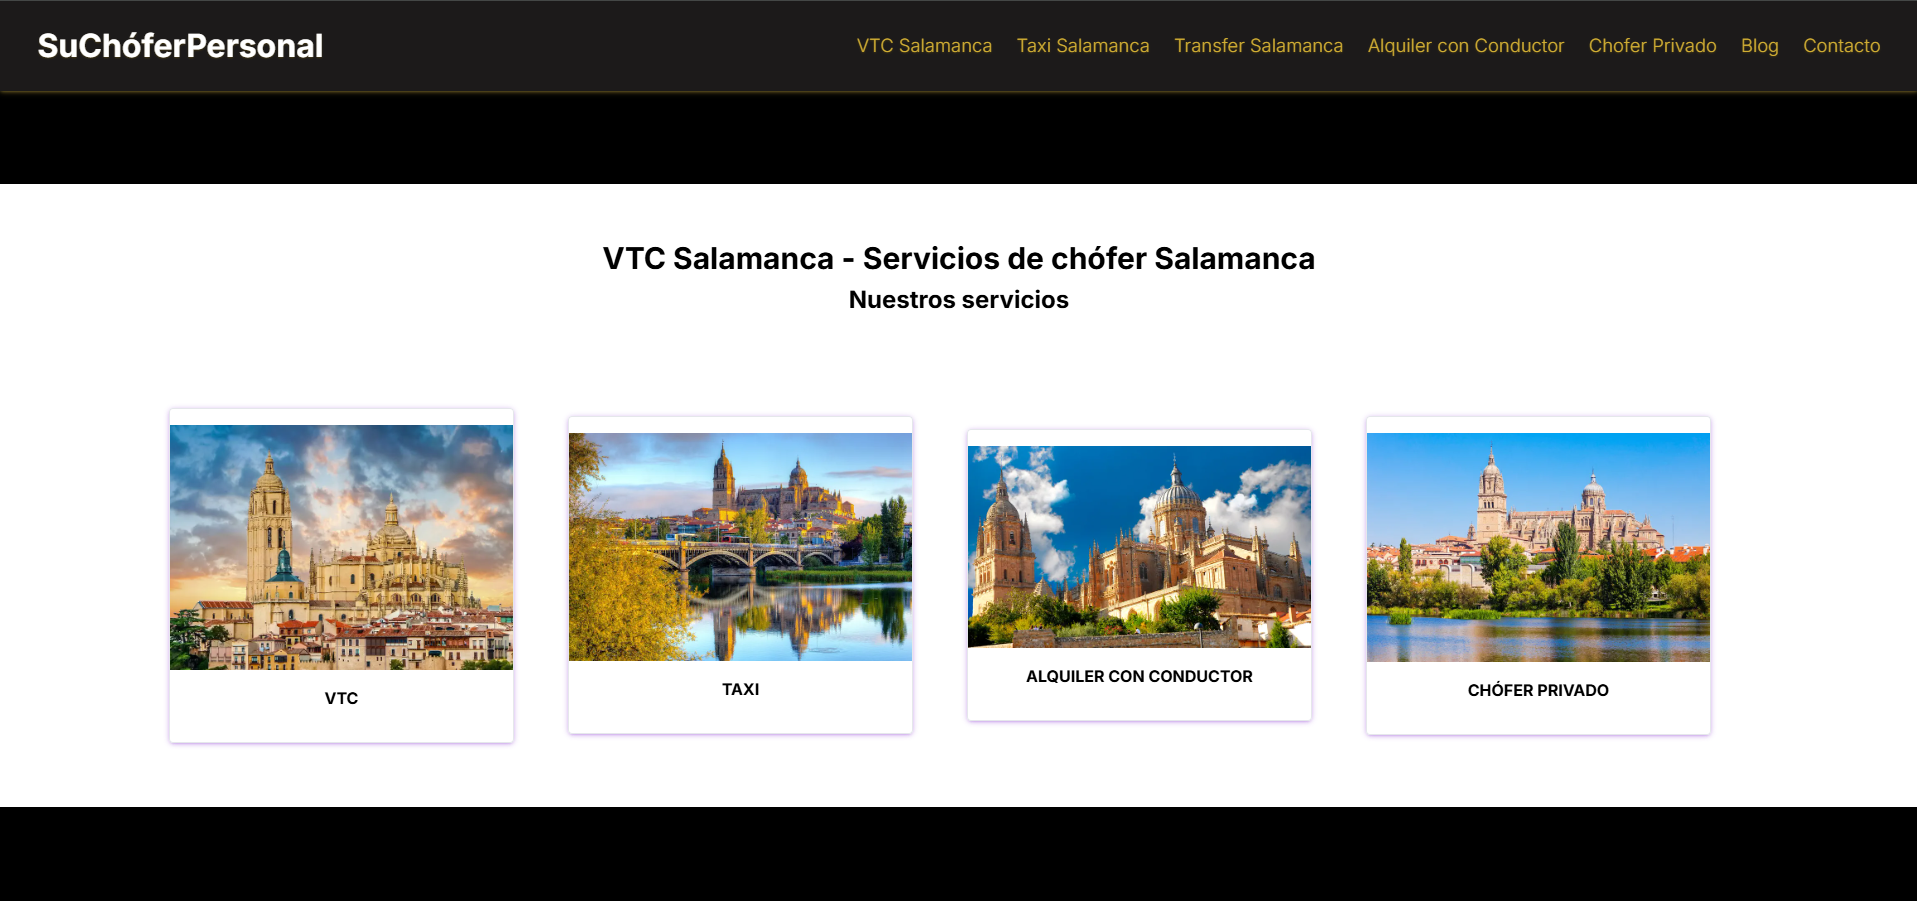 SuChóferPersonal
VTC Salamanca Taxi Salamanca Transfer Salamanca Alquiler con Conductor Chofer Privado Blog Contacto
VTC Salamanca - Servicios de chófer Salamanca
Nuestros servicios
VTC
TAXI
ALQUILER CON CONDUCTOR
CHÓFER PRIVADO